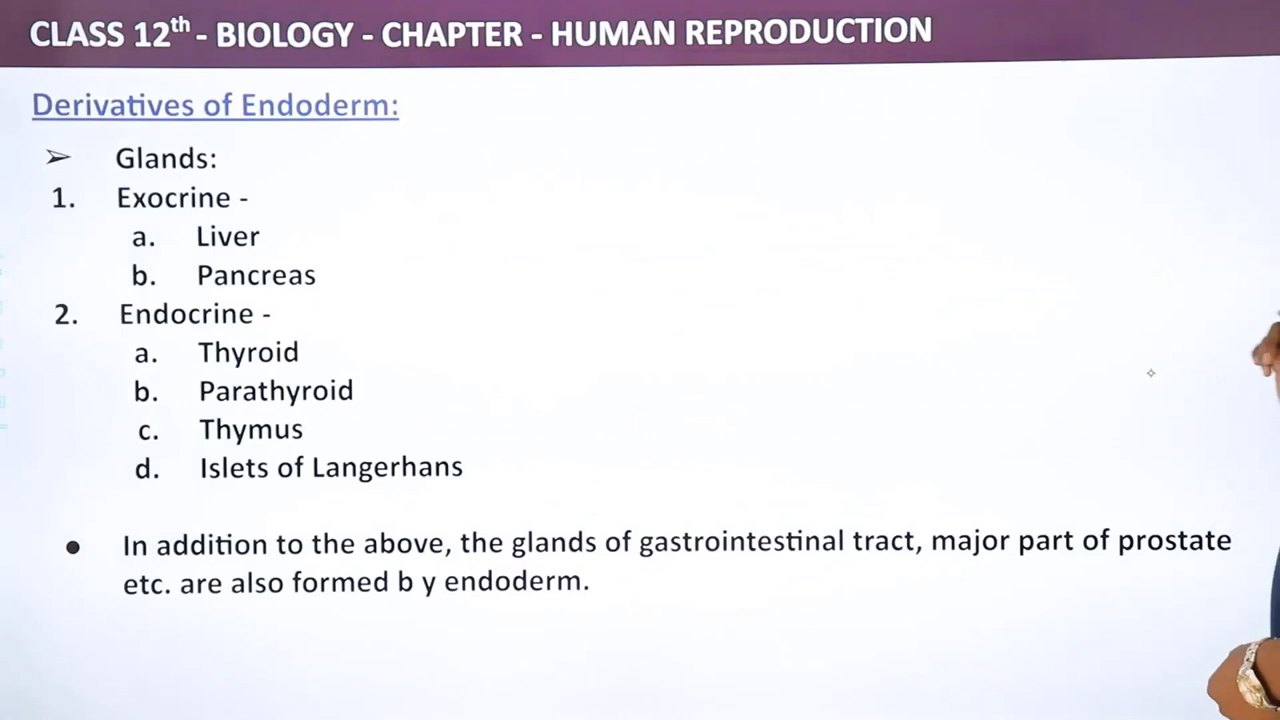 CLASS 12th - BIOLOGY - CHAPTER - HUMAN REPRODUCTION
Derivatives of Endoderm:
➢ Glands:
1. Exocrine -
a. Liver
b. Pancreas
2. Endocrine -
a. Thyroid
b. Parathyroid
c. Thymus
d. Islets of Langerhans
● In addition to the above, the glands of gastrointestinal tract, major part of prostate
etc. are also formed b y endoderm.